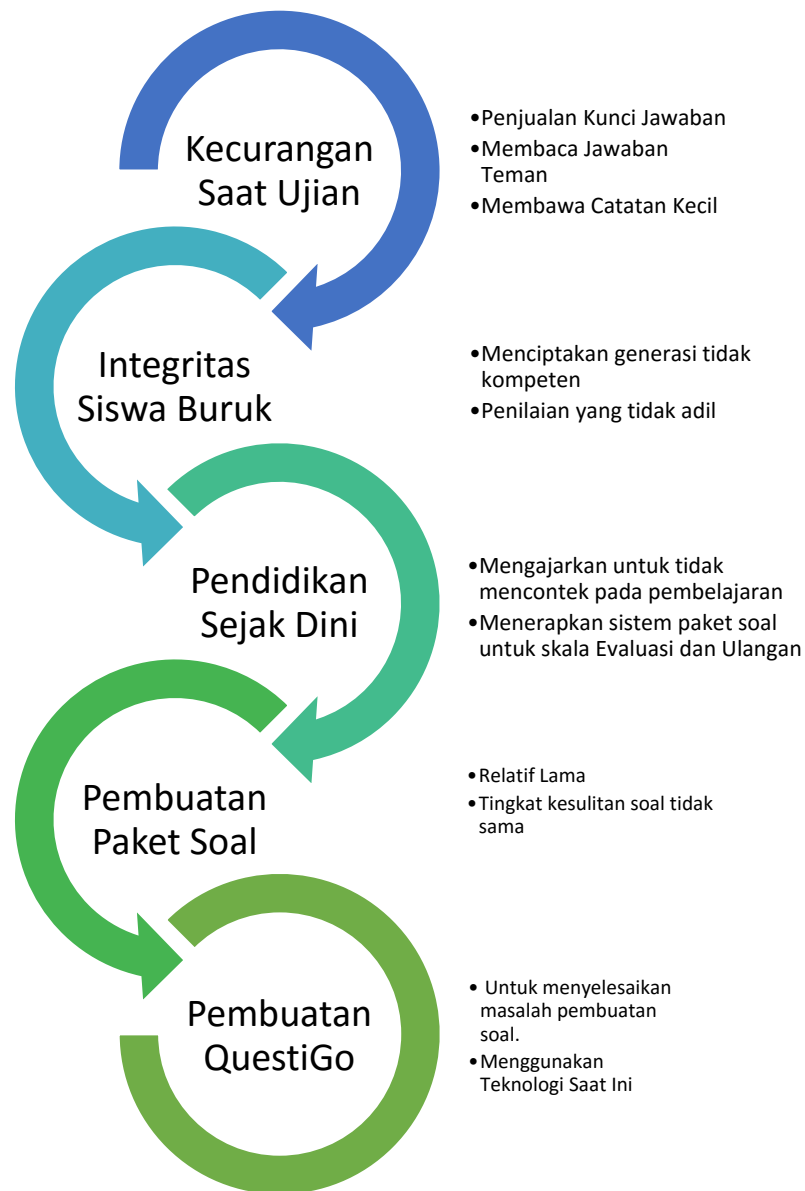 Kecurangan
Saat Ujian
•Penjualan Kunci Jawaban
•Membaca Jawaban
Teman
•Membawa Catatan Kecil
Integritas
Siswa Buruk
•Menciptakan generasi tidak
kompeten
•Penilaian yang tidak adil
Pendidikan
Sejak Dini
•Mengajarkan untuk tidak
mencontek pada pembelajaran
•Menerapkan sistem paket soal
untuk skala Evaluasi dan Ulangan
Pembuatan
Paket Soal
•Relatif Lama
•Tingkat kesulitan soal tidak
sama
Pembuatan
QuestiGo
• Untuk menyelesaikan
masalah pembuatan
soal.
•Menggunakan
Teknologi Saat Ini